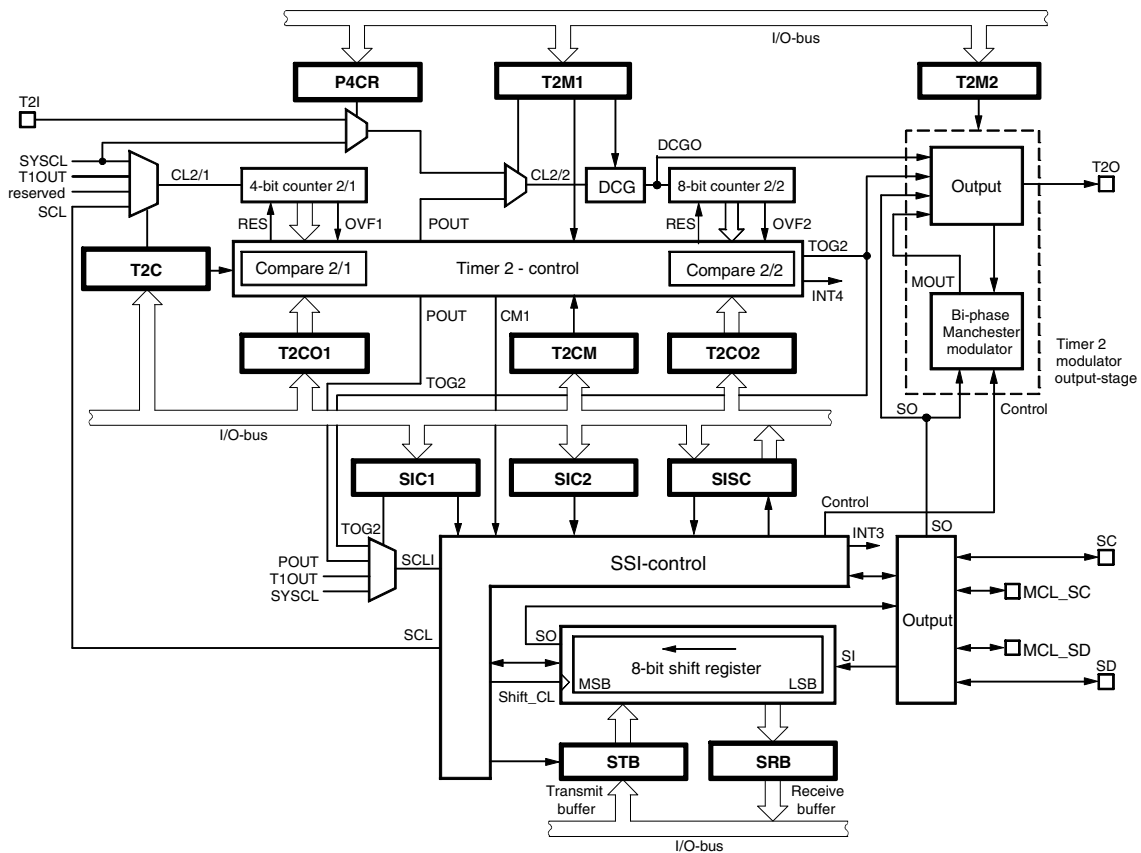 I/O-bus
P4CR
T2M1
T2M2
T2I
SYSCL
T1OUT
reserved
SCL
CL2/1
4-bit counter 2/1
CL2/2
DCG
DCGO
8-bit counter 2/2
Output
T2O
RES
OVF1
POUT
RES
OVF2
TOG2
T2C
Compare 2/1
Timer 2 - control
Compare 2/2
INT4
MOUT
Bi-phase
Manchester
modulator
Timer 2
modulator
output-stage
POUT
CM1
T2CO1
T2CM
T2CO2
TOG2
SO
Control
I/O-bus
SIC1
SIC2
SISC
Control
TOG2
POUT
T1OUT
SYSCL
SCLI
SSI-control
INT3
SO
SC
MCL_SC
Output
SCL
SO
8-bit shift register
MSB
LSB
SI
MCL_SD
SD
Shift_CL
STB
SRB
Transmit
buffer
Receive
buffer
I/O-bus